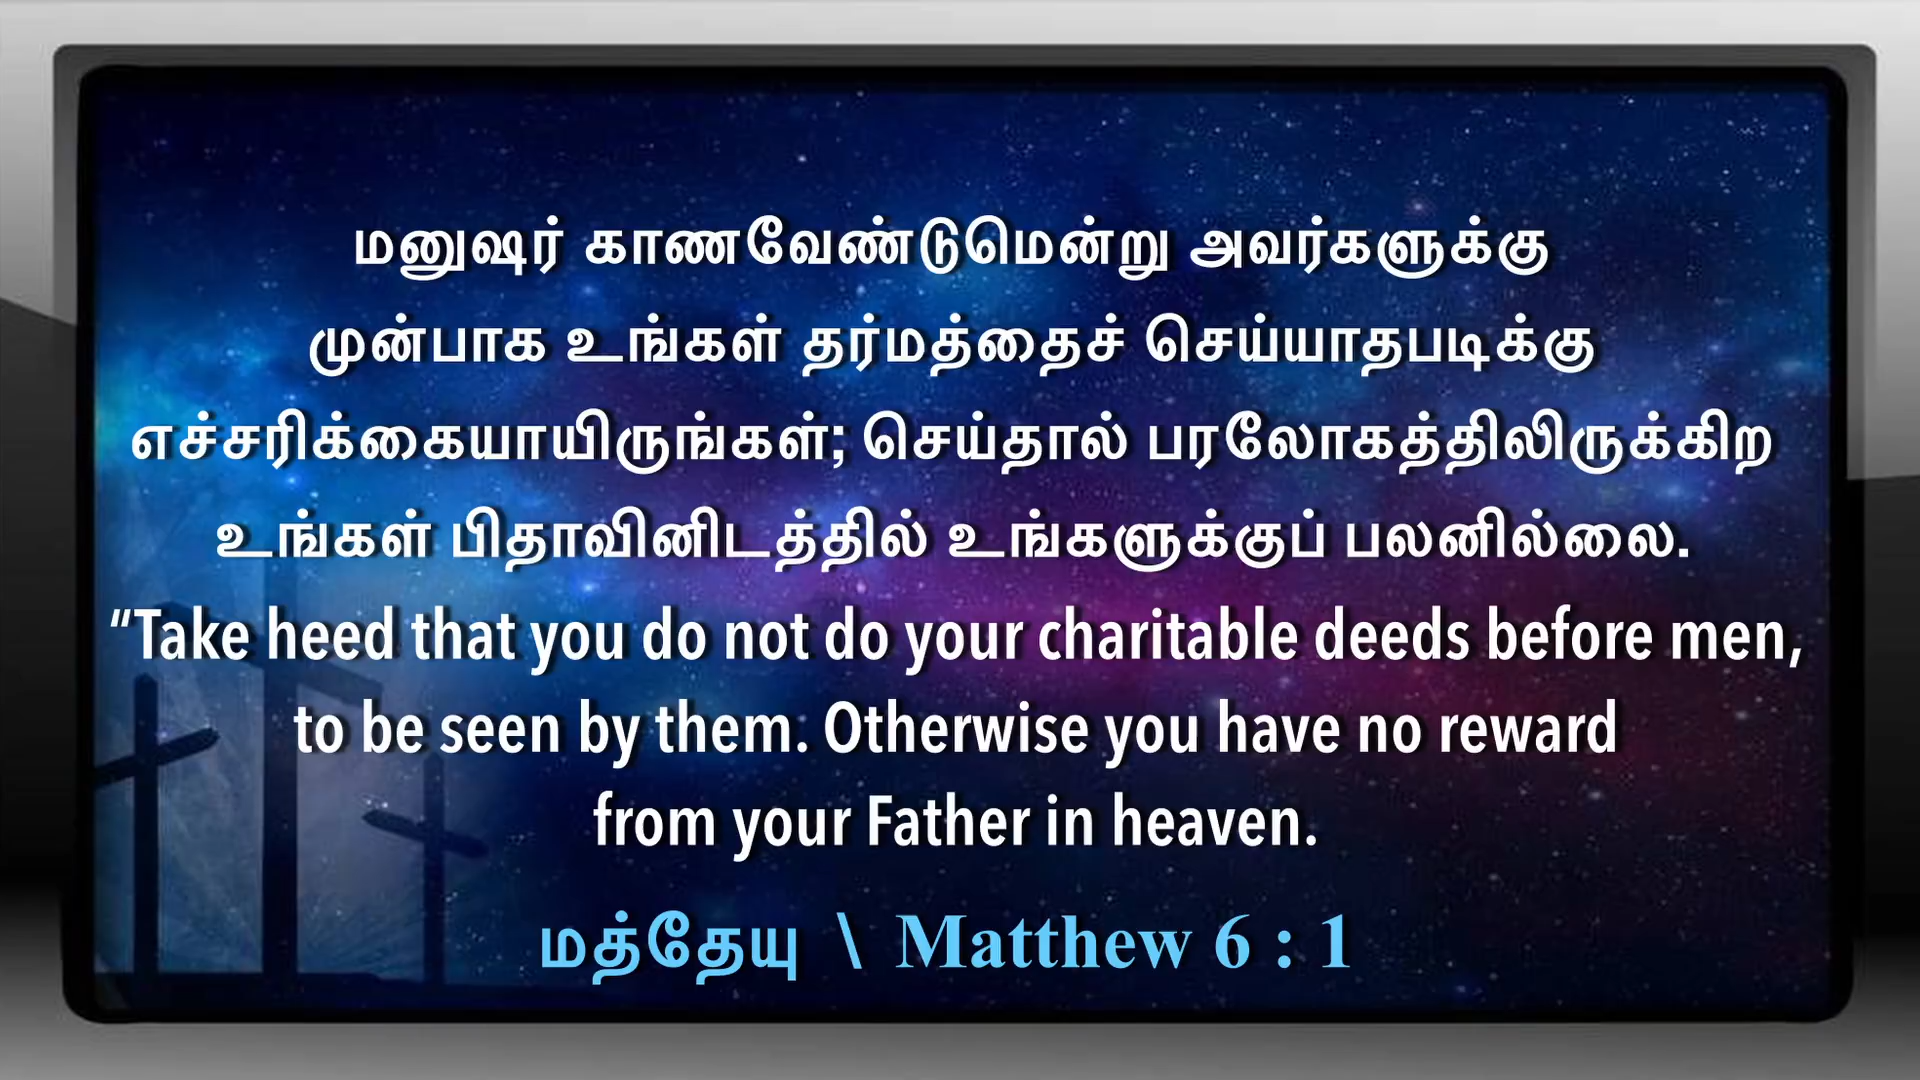 மனுஷர் காணவேண்டுமென்று அவர்களுக்கு
முன்பாக உங்கள் தர்மத்தைச் செய்யாதபடிக்கு
எச்சரிக்கையாயிருங்கள்; செய்தால் பரலோகத்திலிருக்கிற
உங்கள் பிதாவினிடத்தில் உங்களுக்குப் பலனில்லை.
“Take heed that you do not do your charitable deeds before men,
to be seen by them. Otherwise you have no reward
from your Father in heaven.
மத்தேயு \ Matthew 6 : 1